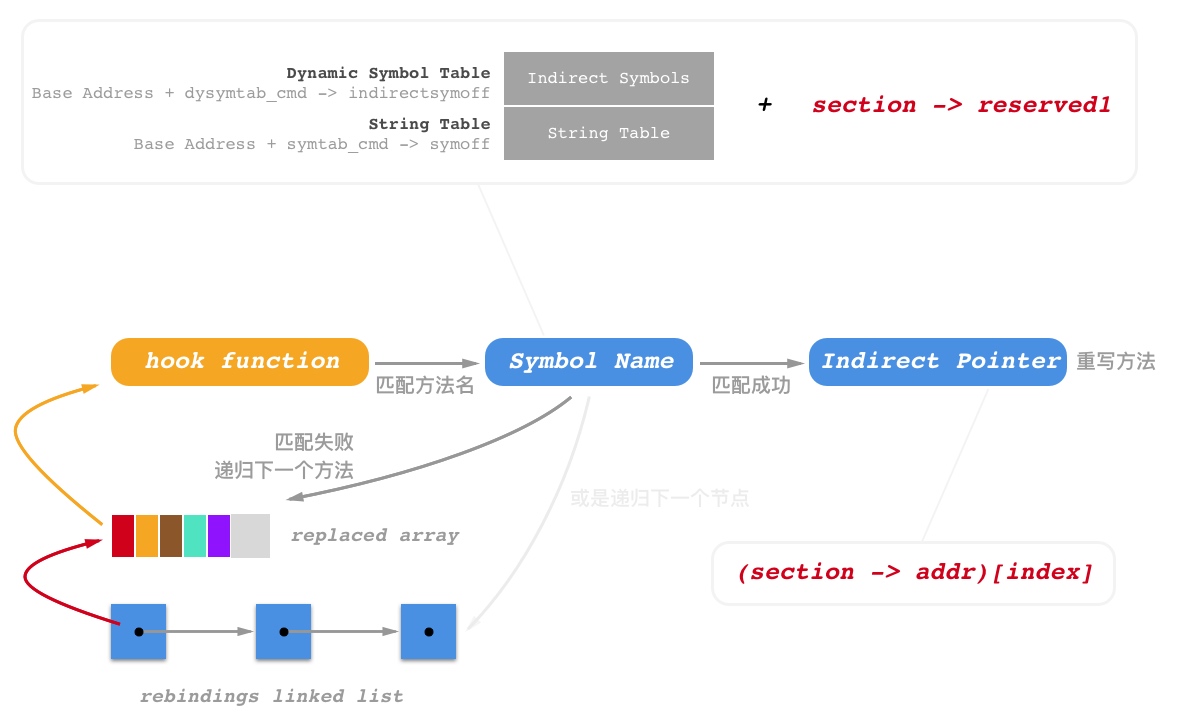 Dynamic Symbol Table
Base Address + dysymtab_cmd -> indirectsymoff
Indirect Symbols
String Table
Base Address + symtab_cmd -> symoff
String Table
+ section -> reserved1
hook function
匹配方法名
Symbol Name
匹配成功
Indirect Pointer
重写方法
匹配失败
递归下一个方法
或是递归下一个节点
replaced array
(section -> addr)[index]
rebindings linked list